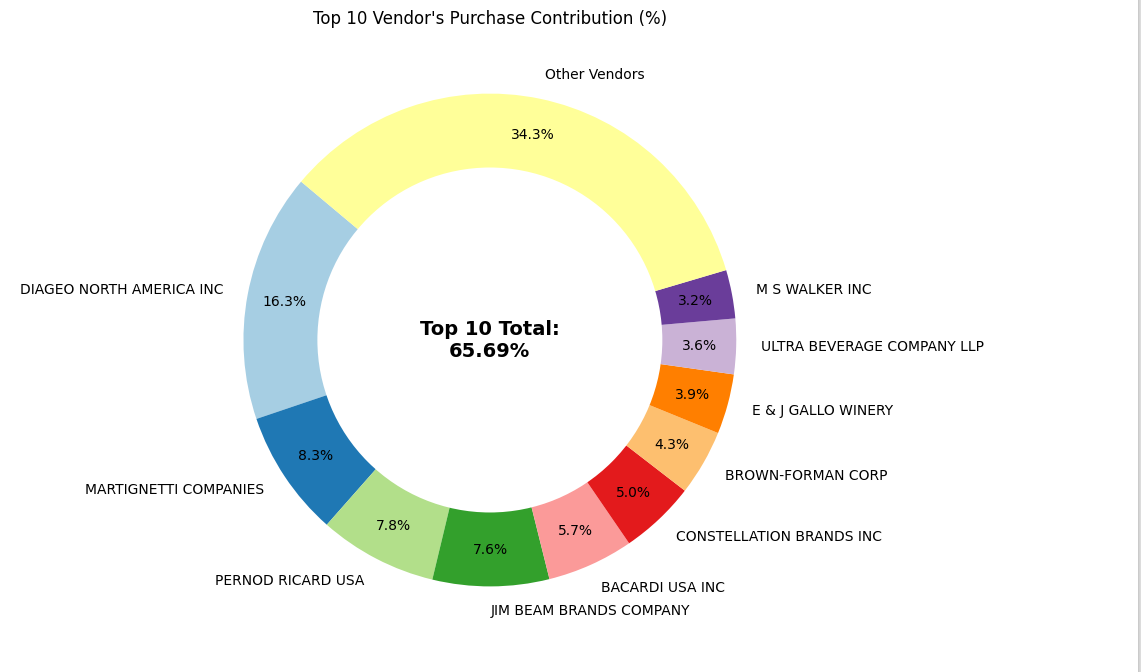 Top 10 Vendor's Purchase Contribution (%)
Other Vendors
34.3%
DIAGEO NORTH AMERICA INC
16.3%
M S WALKER INC
3.2%
ULTRA BEVERAGE COMPANY LLP
3.6%
Top 10 Total:
65.69%
E & J GALLO WINERY
3.9%
BROWN-FORMAN CORP
4.3%
MARTIGNETTI COMPANIES
8.3%
CONSTELLATION BRANDS INC
5.0%
PERNOD RICARD USA
7.8%
BACARDI USA INC
5.7%
JIM BEAM BRANDS COMPANY
7.6%